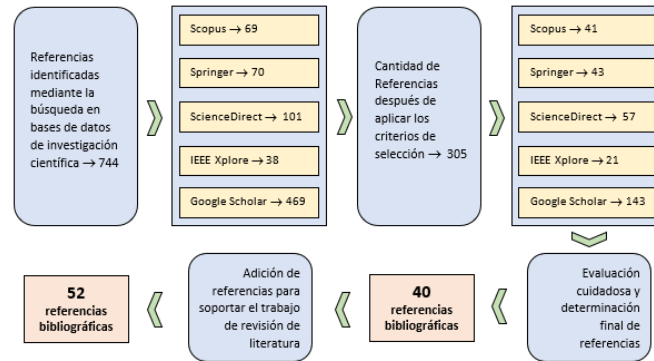 Referencias
identificadas
mediante la
búsqueda en
bases de datos
de investigación
científica → 744
Scopus → 69
Springer → 70
ScienceDirect → 101
IEEE Xplore → 38
Google Scholar → 469
Cantidad de
Referencias
después de
aplicar los
criterios de
selección → 305
Scopus → 41
Springer → 43
ScienceDirect → 57
IEEE Xplore → 21
Google Scholar → 143
Evaluación
cuidadosa y
determinación
final de
referencias
40
referencias
bibliográficas
Adición de
referencias para
soportar el trabajo
de revisión de
literatura
52
referencias
bibliográficas